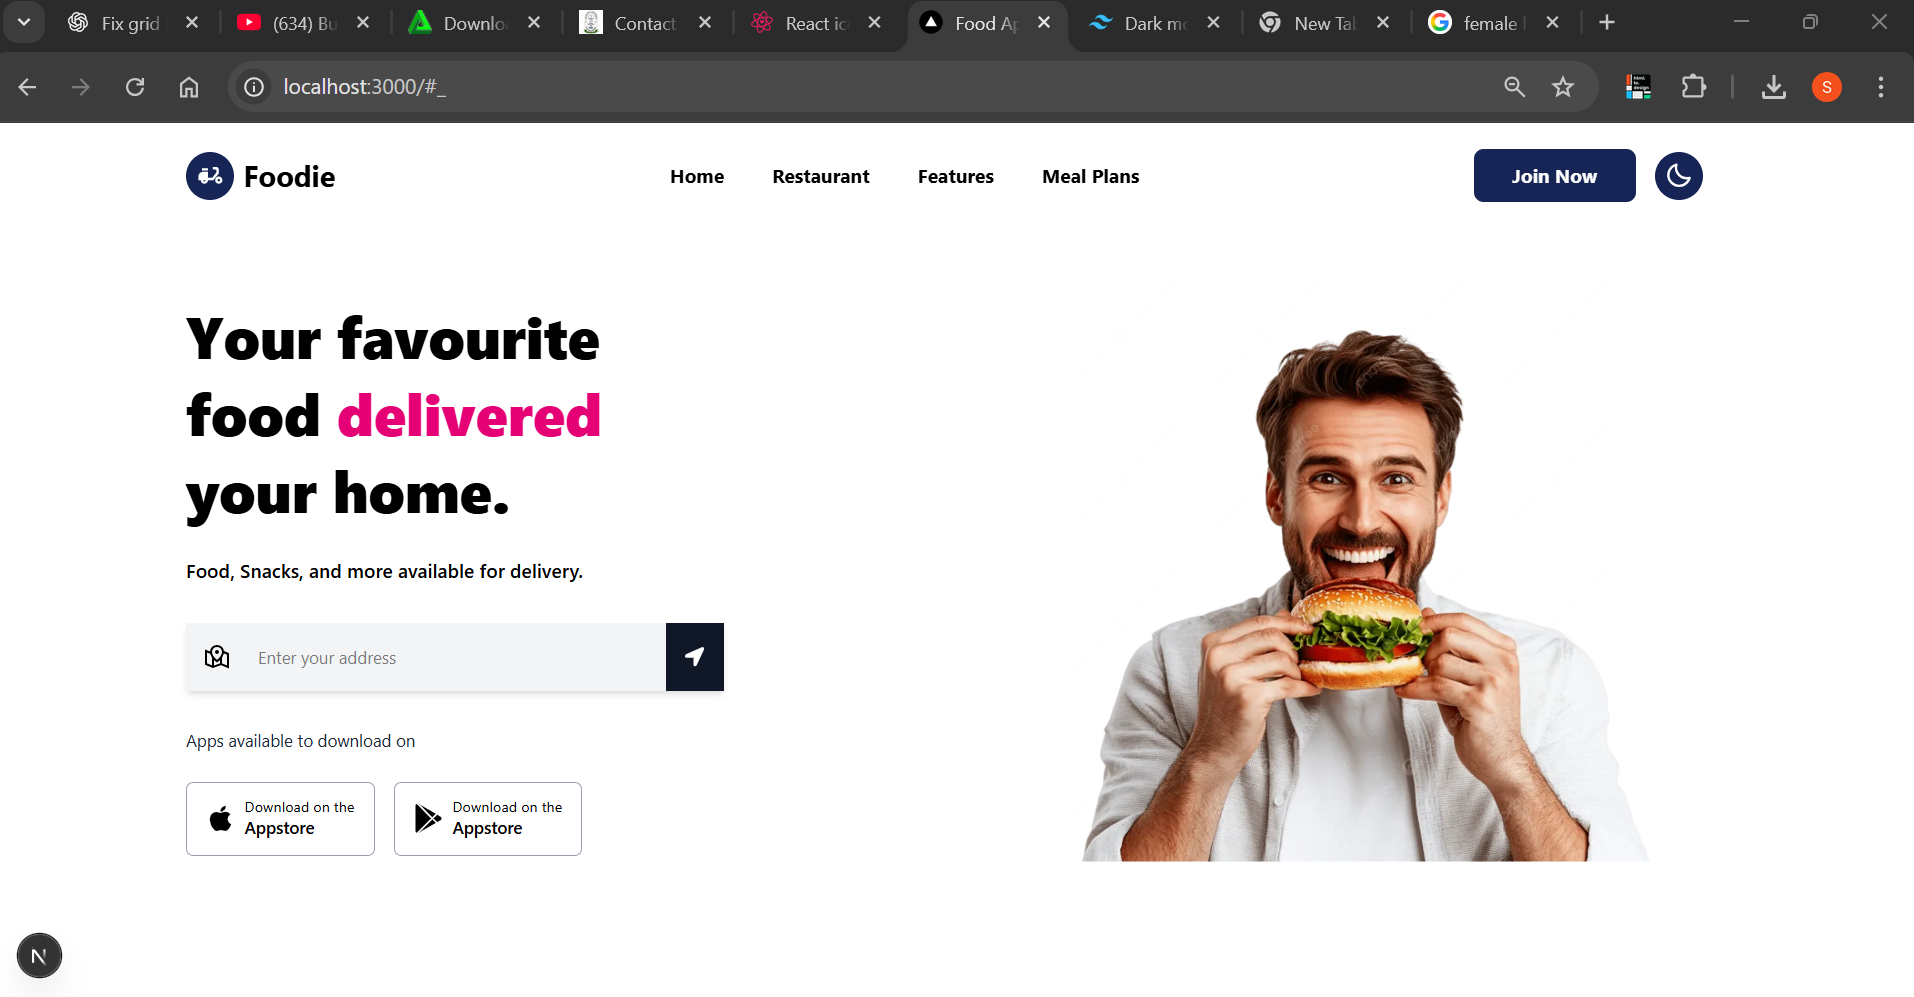 Fix grid
(634) Bu
Downlo
Contact
React ic
Food Ap
Dark mo
New Tab
female
localhost:3000/#_
S
Foodie
Home
Restaurant
Features
Meal Plans
Join Now
Your favourite
food delivered
your home.
Food, Snacks, and more available for delivery.
Enter your address
Apps available to download on
Download on the
Appstore
Download on the
Appstore
N